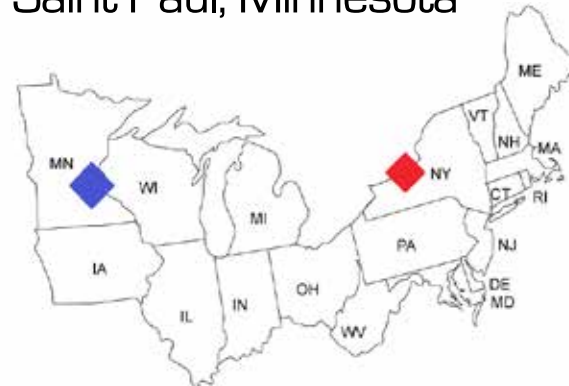 Saint Paul, Minnesota
ME
VT
NH
MA
MN
NY
WI
CT
RI
MI
PA
NJ
IA
OH
DE
IL
IN
MD
WV